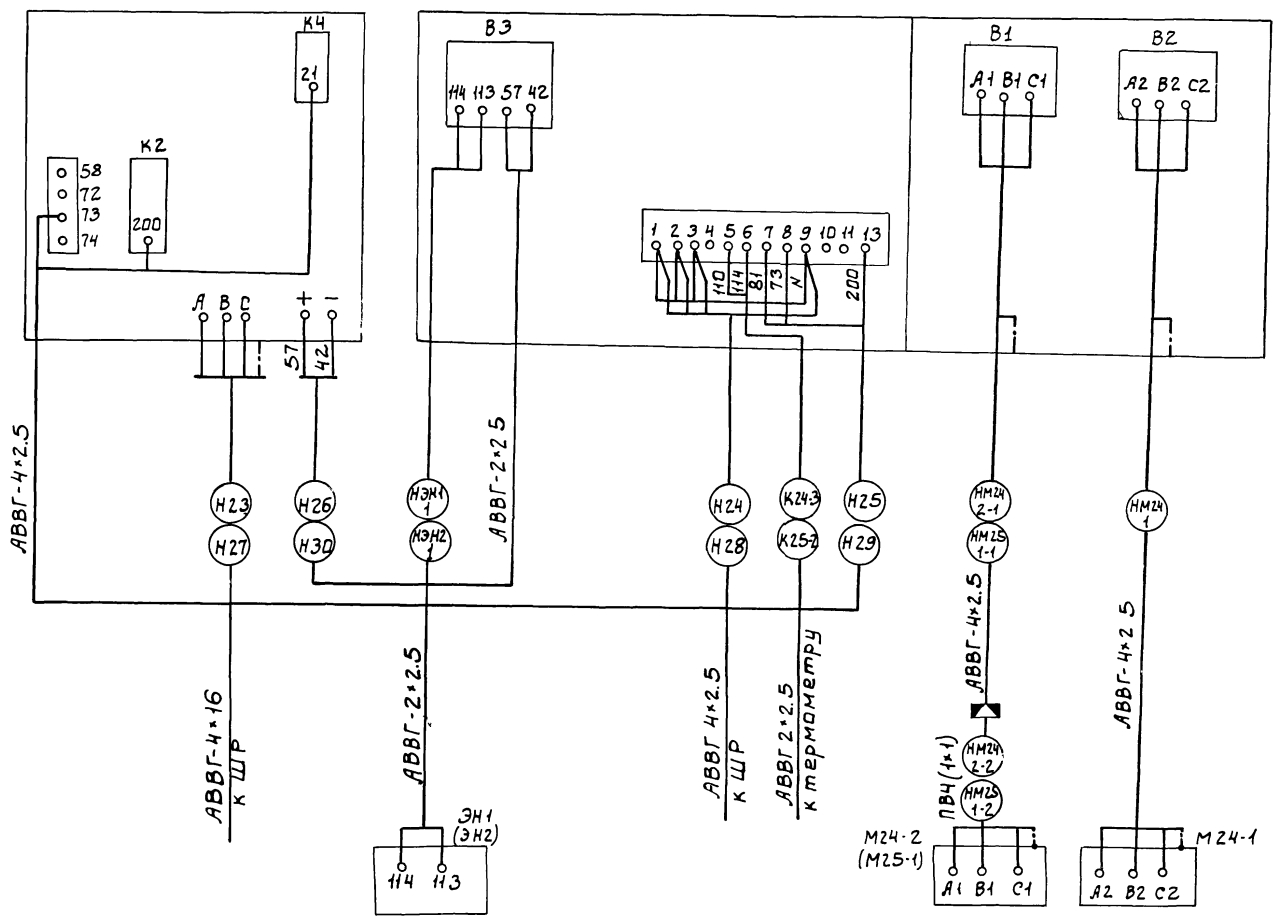 К4
21
К2
58
72
73
74
200
А В С + −
57
42
В3
114 113 57 42
1 2 3 4 5 6 7 8 9 10 11 13
110
114
81
73
N
200
В1
А1 В1 С1
В2
А2 В2 С2
АВВГ-4×2.5
Н23
Н27
Н26
Н30
НЭН1
1
НЭН2
1
АВВГ-2×2 5
Н24
Н28
К24-3
К25-2
Н25
Н29
НМ24
2-1
НМ25
1-1
НМ24
1
АВВГ-4×16
к ШР
АВВГ-2×2.5
АВВГ 4×2.5
к ШР
АВВГ 2×2.5
к термометру
АВВГ-4×2.5
АВВГ-4×2 5
ПВ4 (1×1)
НМ24
2-2
НМ25
1-2
ЭН1
(ЭН2)
114 113
М24-2
(М25-1)
А1 В1 С1
М24-1
А2 В2 С2